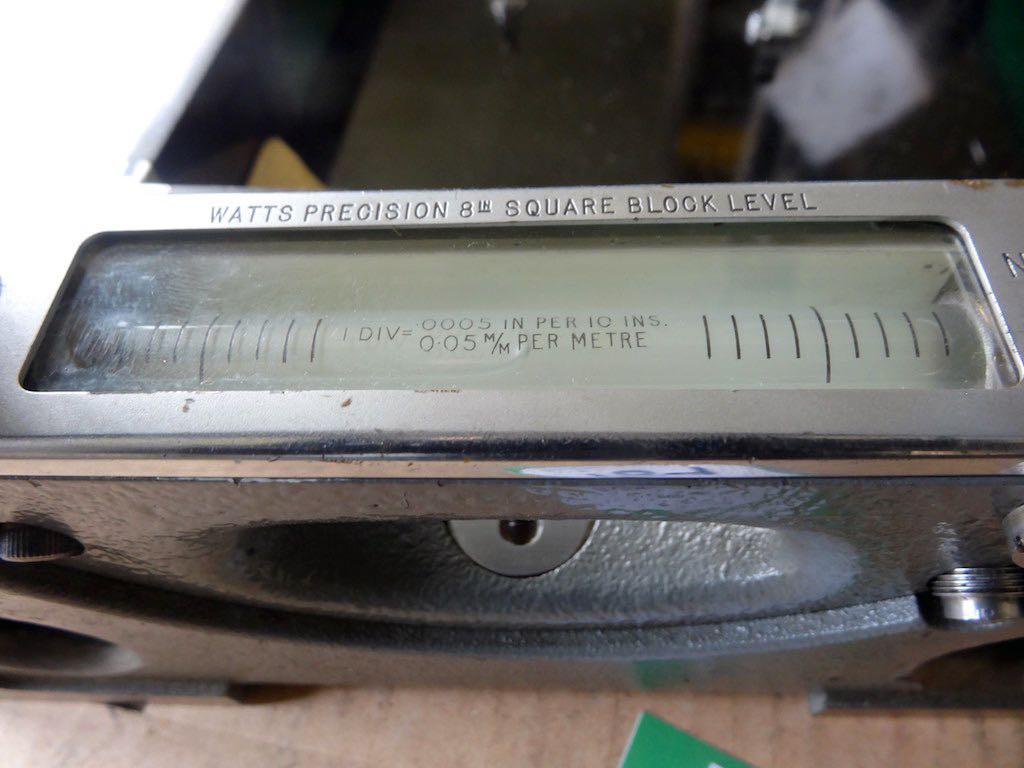 WATTS PRECISION 8IN SQUARE BLOCK LEVEL
N
1 DIV= 0005 IN PER 10 INS.
0·05 M/M PER METRE